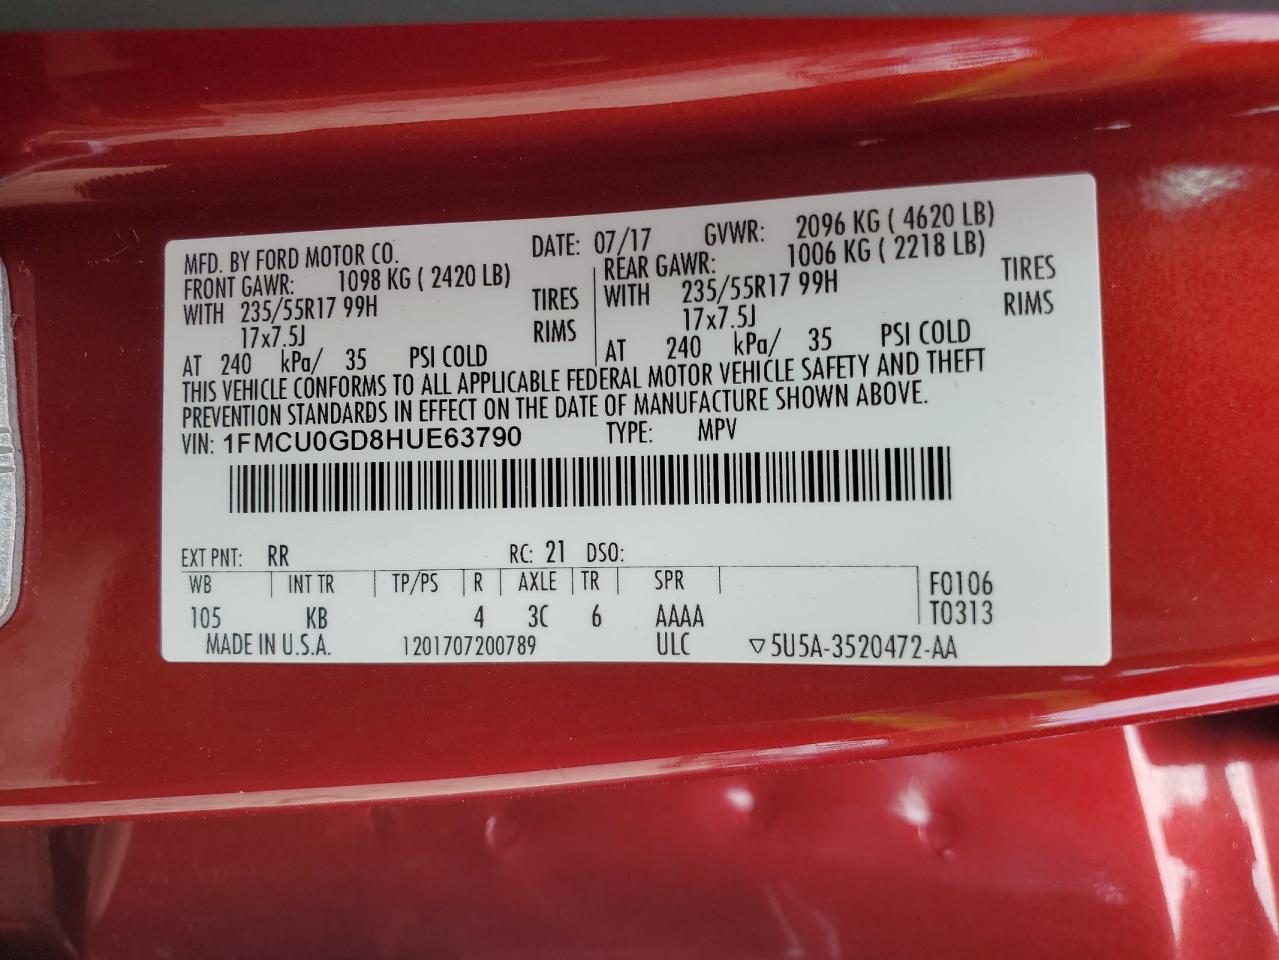 MFD. BY FORD MOTOR CO. DATE: 07/17 GVWR: 2096 KG ( 4620 LB)
FRONT GAWR: 1098 KG ( 2420 LB) REAR GAWR: 1006 KG ( 2218 LB)
WITH 235/55R17 99H TIRES WITH 235/55R17 99H TIRES
17x7.5J RIMS 17x7.5J RIMS
AT 240 kPa/ 35 PSI COLD AT 240 kPa/ 35 PSI COLD
THIS VEHICLE CONFORMS TO ALL APPLICABLE FEDERAL MOTOR VEHICLE SAFETY AND THEFT
PREVENTION STANDARDS IN EFFECT ON THE DATE OF MANUFACTURE SHOWN ABOVE.
VIN: 1FMCU0GD8HUE63790 TYPE: MPV
EXT PNT: RR RC: 21 DSO:
WB INT TR TP/PS R AXLE TR SPR F0106
105 KB 4 3C 6 AAAA T0313
MADE IN U.S.A. 1201707200789 ULC ▽5U5A-3520472-AA